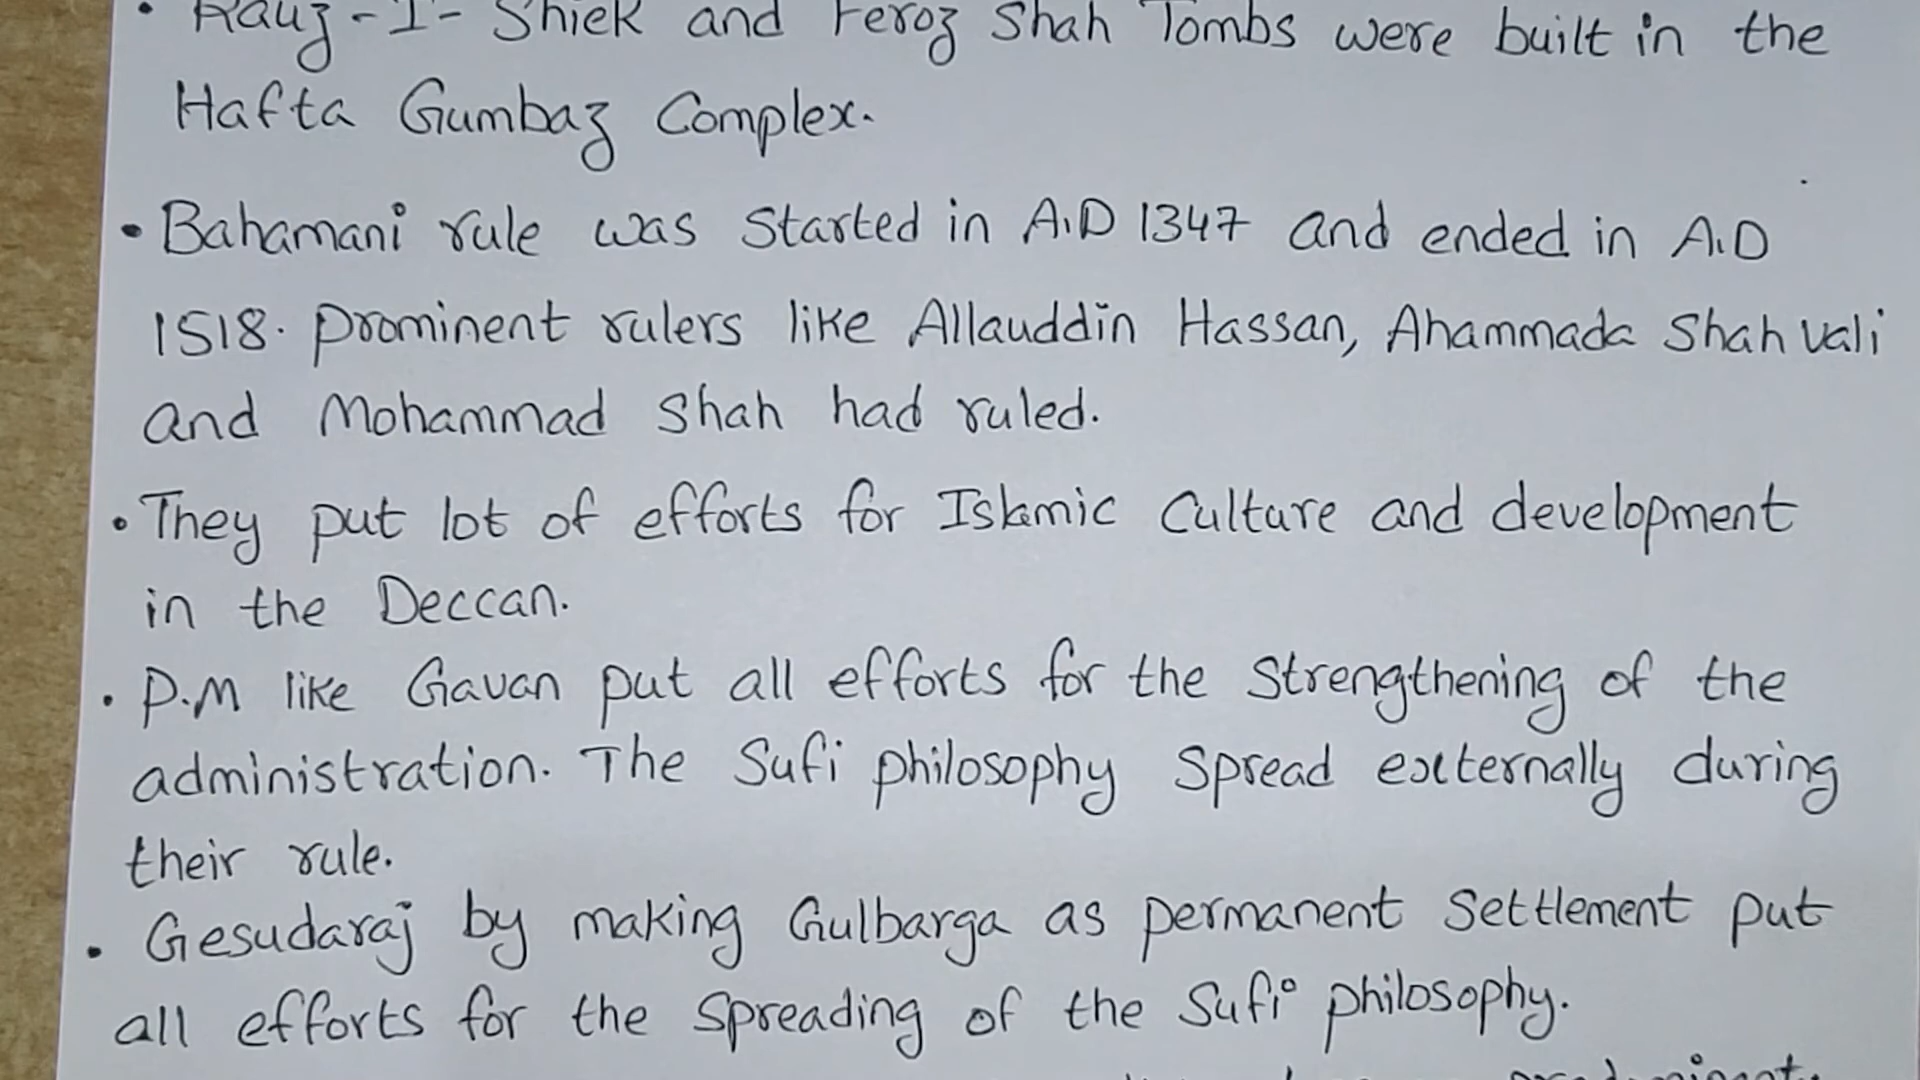 • Rauz-I- Shiek and Feroz Shah Tombs were built in the
Hafta Gumbaz Complex.
• Bahamani rule was Started in A.D 1347 and ended in A.D
1518. Prominent rulers like Allauddin Hassan, Ahammada Shah Vali
and Mohammad Shah had ruled.
• They put lot of efforts for Islamic Culture and development
in the Deccan.
• P.M like Gavan put all efforts for the Strengthening of the
administration. The Sufi philosophy Spread externally during
their rule.
• Gesudaraj by making Gulbarga as permanent Settlement put
all efforts for the Spreading of the Sufi philosophy.